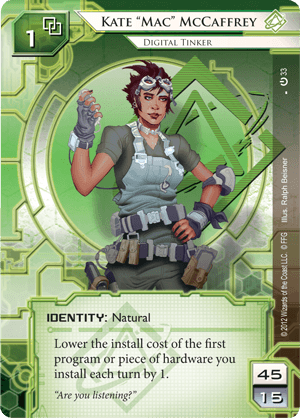 1
Kate "Mac" McCaffrey
Digital Tinker
33
Illus. Ralph Beisner
© 2012 Wizards of the Coast LLC. © FFG
IDENTITY: Natural
Lower the install cost of the first
program or piece of hardware you
install each turn by 1.
"Are you listening?"
45
15